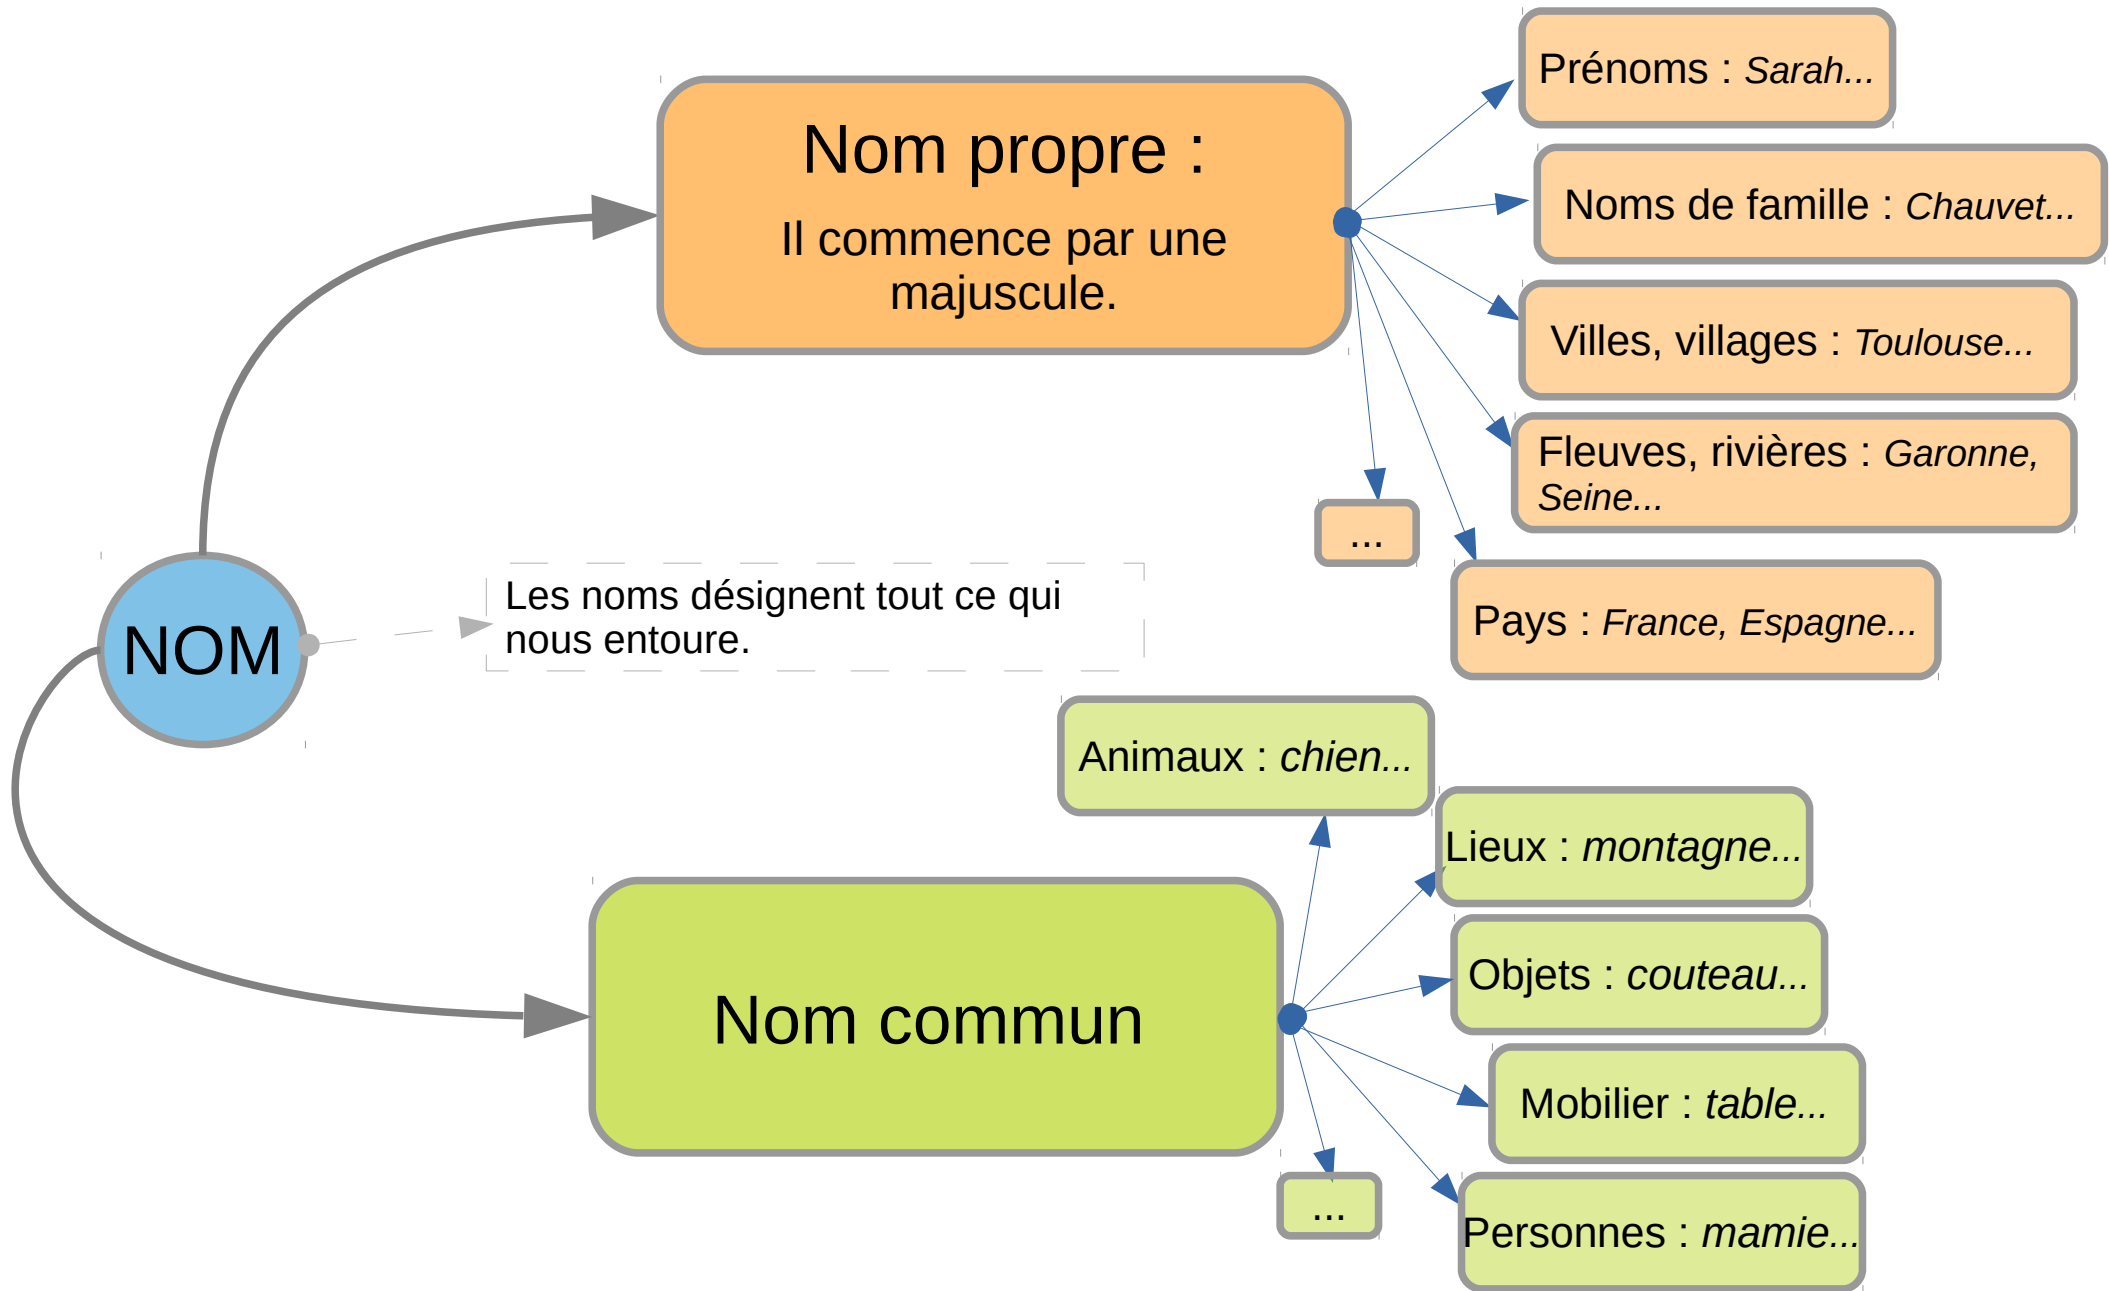 Prénoms : Sarah...
Nom propre :
Il commence par une
majuscule.
Noms de famille : Chauvet...
Villes, villages : Toulouse...
Fleuves, rivières : Garonne,
Seine...
...
Pays : France, Espagne...
NOM
Les noms désignent tout ce qui
nous entoure.
Animaux : chien...
Lieux : montagne...
Nom commun
Objets : couteau...
Mobilier : table...
...
Personnes : mamie...